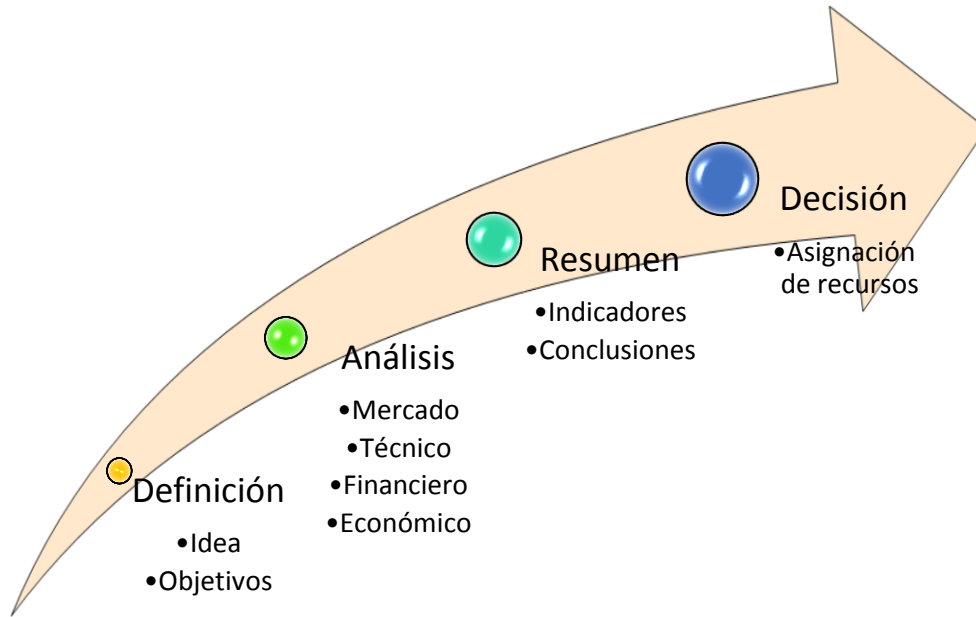 Definición
•Idea
•Objetivos
Análisis
•Mercado
•Técnico
•Financiero
•Económico
Resumen
•Indicadores
•Conclusiones
Decisión
•Asignación
de recursos